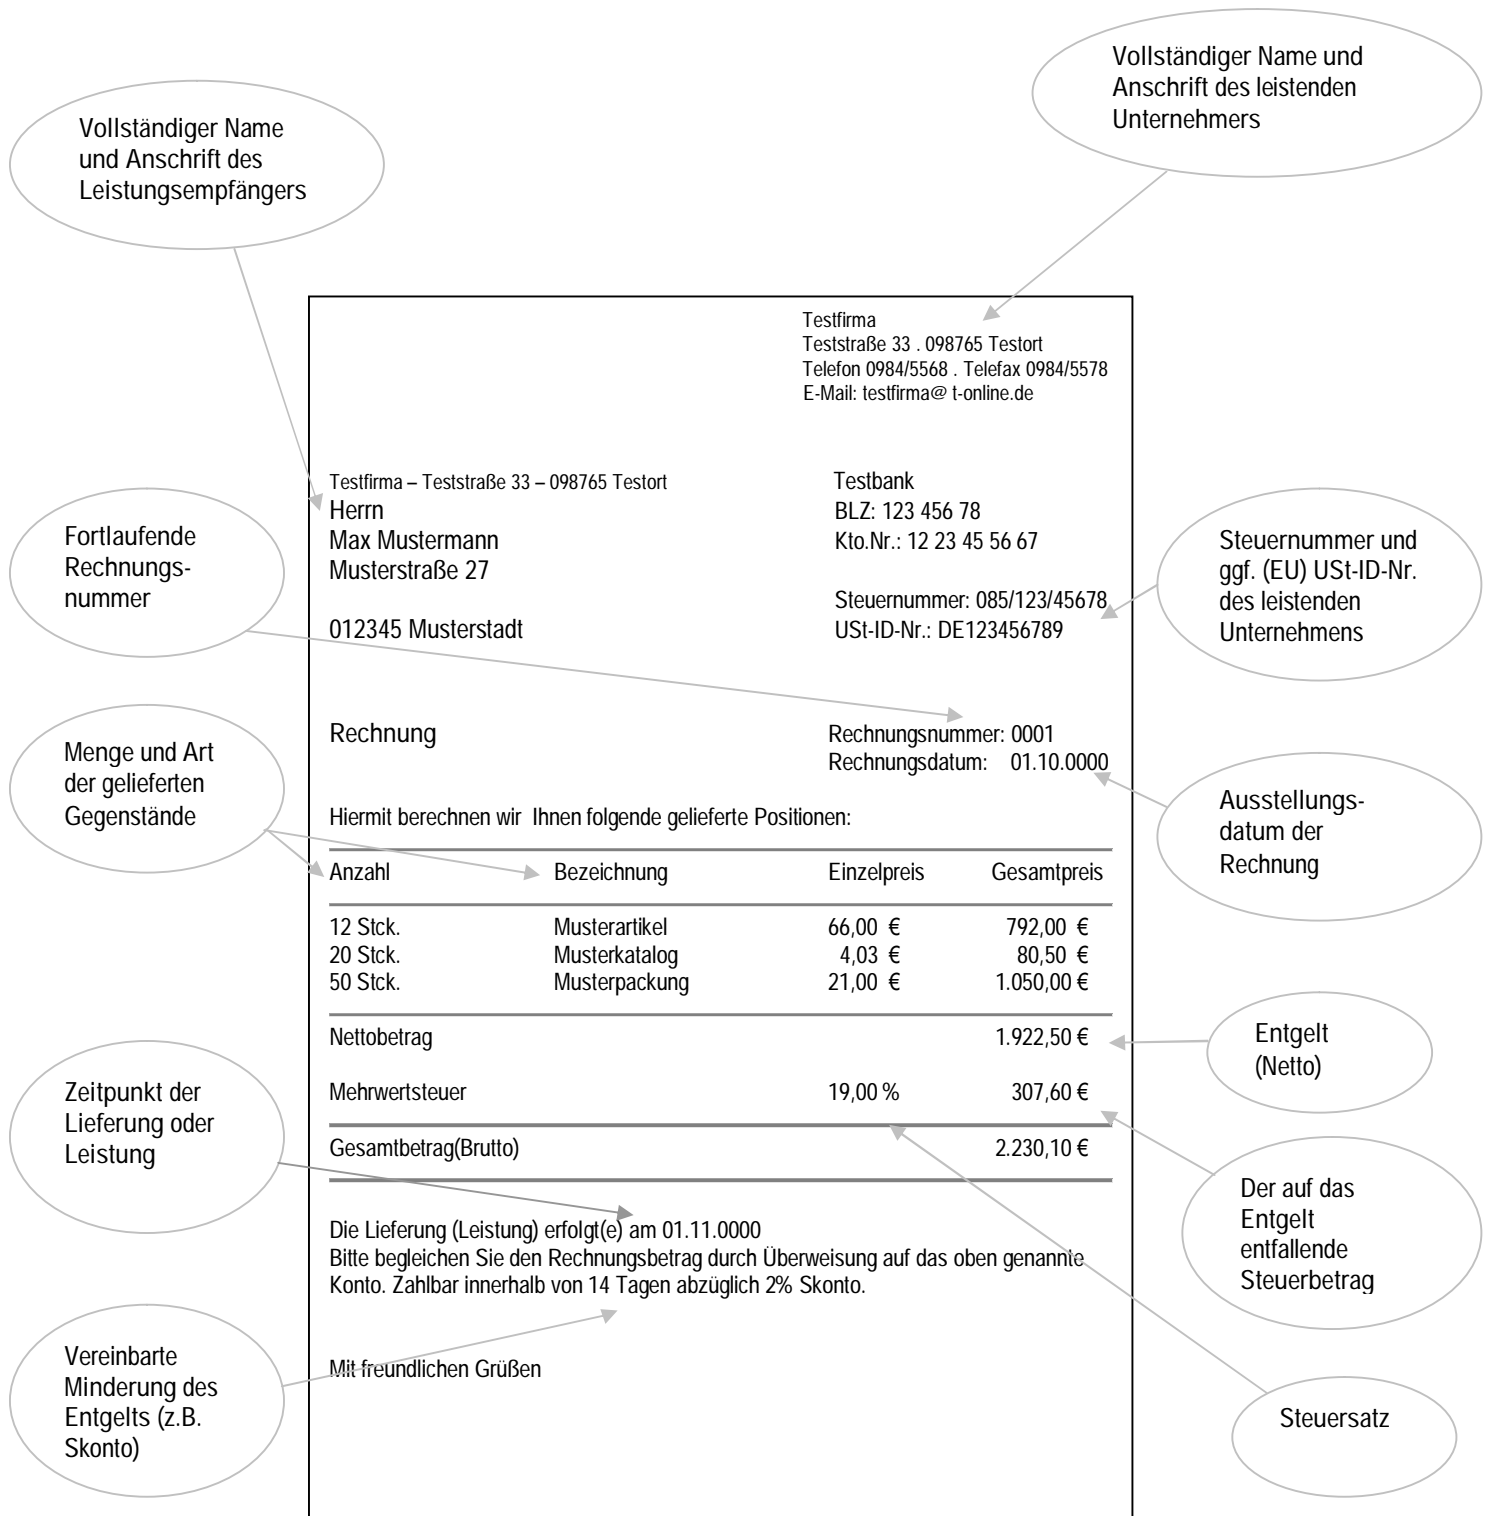 Vollständiger Name und
Anschrift des leistenden
Unternehmers
Vollständiger Name
und Anschrift des
Leistungsempfängers
Testfirma
Teststraße 33 . 098765 Testort
Telefon 0984/5568 . Telefax 0984/5578
E-Mail: testfirma@ t-online.de
Testfirma – Teststraße 33 – 098765 Testort
Herrn
Max Mustermann
Musterstraße 27
012345 Musterstadt
Testbank
BLZ: 123 456 78
Kto.Nr.: 12 23 45 56 67
Steuernummer: 085/123/45678
USt-ID-Nr.: DE123456789
Fortlaufende
Rechnungs-
nummer
Steuernummer und
ggf. (EU) USt-ID-Nr.
des leistenden
Unternehmens
Rechnung
Rechnungsnummer: 0001
Rechnungsdatum: 01.10.0000
Menge und Art
der gelieferten
Gegenstände
Ausstellungs-
datum der
Rechnung
Hiermit berechnen wir Ihnen folgende gelieferte Positionen:
Anzahl Bezeichnung Einzelpreis Gesamtpreis
12 Stck. Musterartikel 66,00 € 792,00 €
20 Stck. Musterkatalog 4,03 € 80,50 €
50 Stck. Musterpackung 21,00 € 1.050,00 €
Nettobetrag 1.922,50 €
Mehrwertsteuer 19,00 % 307,60 €
Gesamtbetrag(Brutto) 2.230,10 €
Entgelt
(Netto)
Zeitpunkt der
Lieferung oder
Leistung
Der auf das
Entgelt
entfallende
Steuerbetrag
Die Lieferung (Leistung) erfolgt(e) am 01.11.0000
Bitte begleichen Sie den Rechnungsbetrag durch Überweisung auf das oben genannte
Konto. Zahlbar innerhalb von 14 Tagen abzüglich 2% Skonto.
Vereinbarte
Minderung des
Entgelts (z.B.
Skonto)
Mit freundlichen Grüßen
Steuersatz